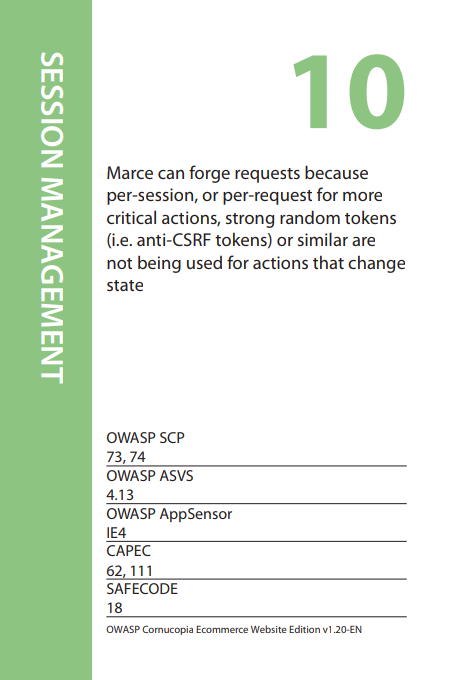 SESSION MANAGEMENT
10
Marce can forge requests because
per-session, or per-request for more
critical actions, strong random tokens
(i.e. anti-CSRF tokens) or similar are
not being used for actions that change
state
OWASP SCP
73, 74
OWASP ASVS
4.13
OWASP AppSensor
IE4
CAPEC
62, 111
SAFECODE
18
OWASP Cornucopia Ecommerce Website Edition v1.20-EN